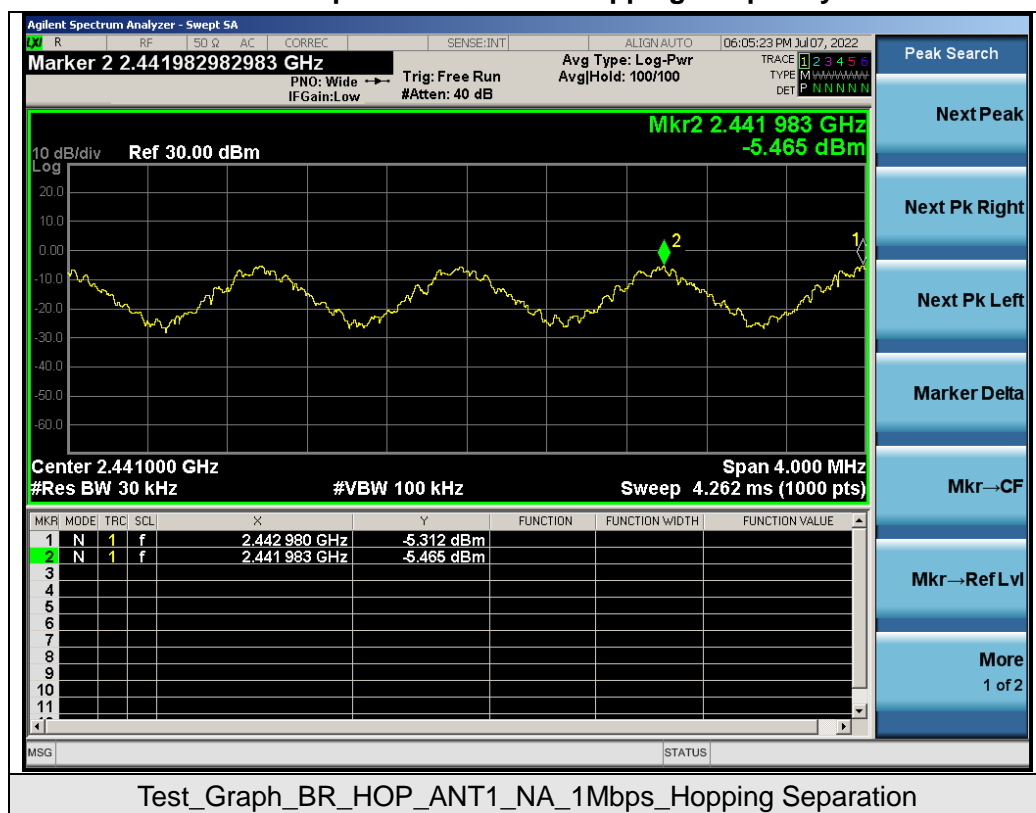 Agilent Spectrum Analyzer - Swept SA
LXI R RF 50 Ω AC CORREC SENSE:INT ALIGN AUTO 06:05:23 PM Jul 07, 2022
Marker 2 2.441982982983 GHz
PNO: Wide
IFGain:Low
Trig: Free Run
#Atten: 40 dB
Avg Type: Log-Pwr
Avg|Hold: 100/100
TRACE 1 2 3 4 5 6
TYPE M WWWWW
DET P N N N N N
Mkr2 2.441 983 GHz
-5.465 dBm
10 dB/div Ref 30.00 dBm
Log
20.0
10.0
0.00
-10.0
-20.0
-30.0
-40.0
-50.0
-60.0
2
1
Center 2.441000 GHz Span 4.000 MHz
#Res BW 30 kHz #VBW 100 kHz Sweep 4.262 ms (1000 pts)
MKR MODE TRC SCL X Y FUNCTION FUNCTION WIDTH FUNCTION VALUE
1 N 1 f 2.442 980 GHz -5.312 dBm
2 N 1 f 2.441 983 GHz -5.465 dBm
3
4
5
6
7
8
9
10
11
MSG STATUS
Peak Search
Next Peak
Next Pk Right
Next Pk Left
Marker Delta
Mkr→CF
Mkr→Ref Lvl
More
1 of 2
Test_Graph_BR_HOP_ANT1_NA_1Mbps_Hopping Separation